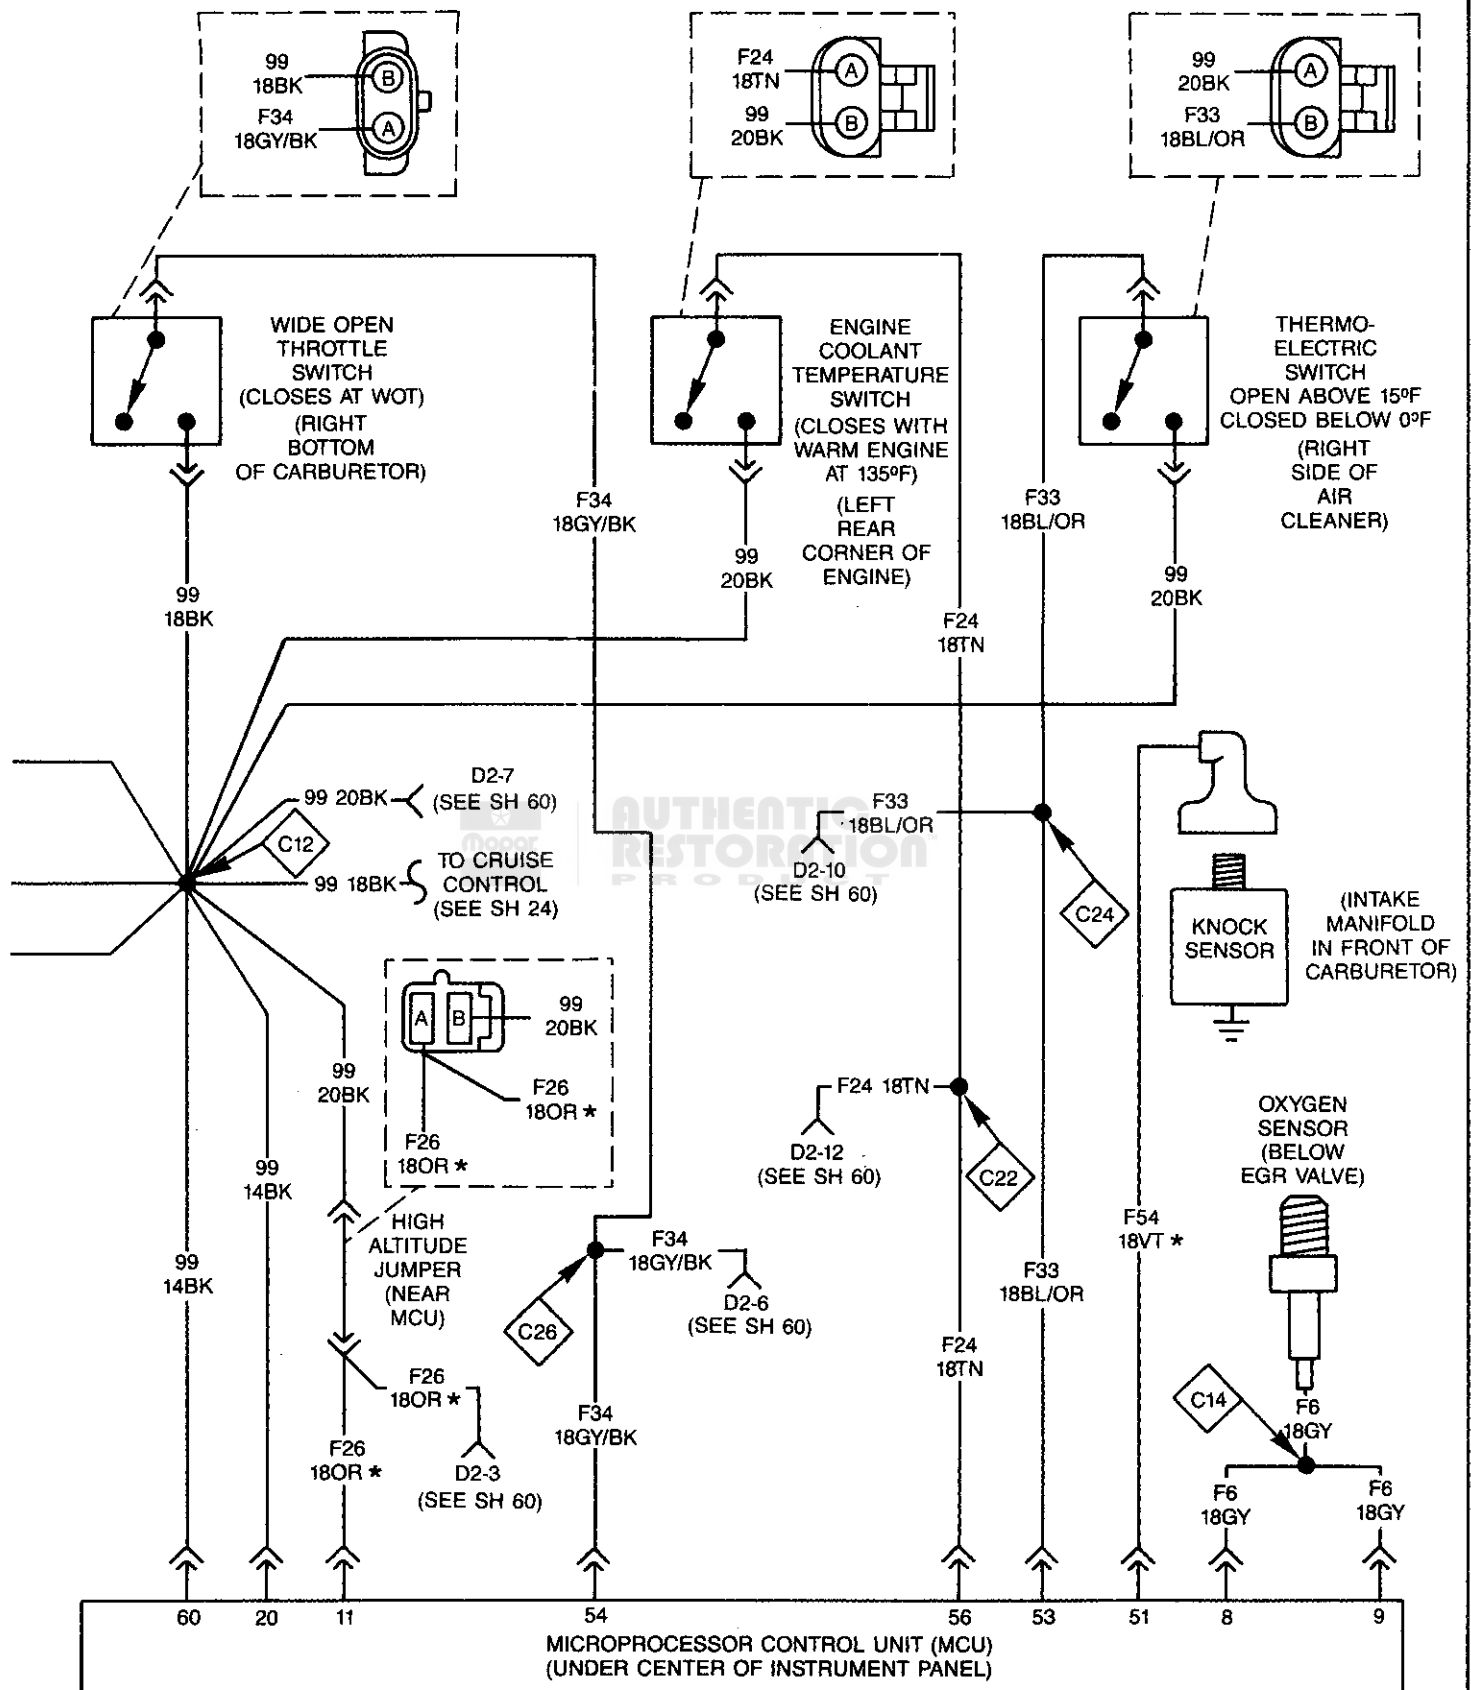 99
18BK
B
F34
18GY/BK
A
F24
18TN
A
99
20BK
B
99
20BK
A
F33
18BL/OR
B
WIDE OPEN
THROTTLE
SWITCH
(CLOSES AT WOT)
(RIGHT
BOTTOM
OF CARBURETOR)
ENGINE
COOLANT
TEMPERATURE
SWITCH
(CLOSES WITH
WARM ENGINE
AT 135ºF)
(LEFT
REAR
CORNER OF
ENGINE)
THERMO-
ELECTRIC
SWITCH
OPEN ABOVE 15ºF
CLOSED BELOW 0ºF
(RIGHT
SIDE OF
AIR
CLEANER)
F34
18GY/BK
F33
18BL/OR
99
20BK
99
20BK
99
18BK
F24
18TN
99 20BK
D2-7
(SEE SH 60)
C12
99 18BK
TO CRUISE
CONTROL
(SEE SH 24)
Mopar
AUTHENTIC
RESTORATION
PRODUCT
F33
18BL/OR
D2-10
(SEE SH 60)
C24
KNOCK
SENSOR
(INTAKE
MANIFOLD
IN FRONT OF
CARBURETOR)
A
B
99
20BK
F26
18OR *
F26
18OR *
99
20BK
99
14BK
99
14BK
HIGH
ALTITUDE
JUMPER
(NEAR
MCU)
F24 18TN
D2-12
(SEE SH 60)
C22
OXYGEN
SENSOR
(BELOW
EGR VALVE)
F54
18VT *
F34
18GY/BK
D2-6
(SEE SH 60)
C26
F33
18BL/OR
F24
18TN
F26
18OR *
D2-3
(SEE SH 60)
F26
18OR *
F34
18GY/BK
C14
F6
18GY
F6
18GY
F6
18GY
60
20
11
54
56
53
51
8
9
MICROPROCESSOR CONTROL UNIT (MCU)
(UNDER CENTER OF INSTRUMENT PANEL)